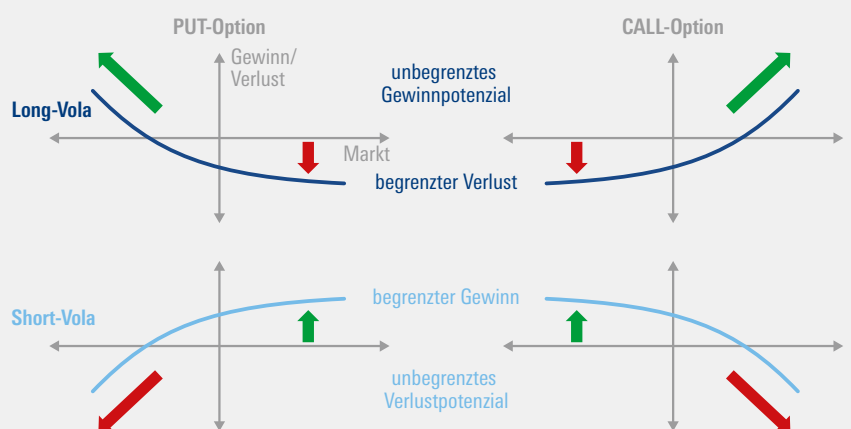 PUT-Option
CALL-Option
Gewinn/
Verlust
unbegrenztes
Gewinnpotenzial
Long-Vola
Markt
begrenzter Verlust
begrenzter Gewinn
Short-Vola
unbegrenztes
Verlustpotenzial